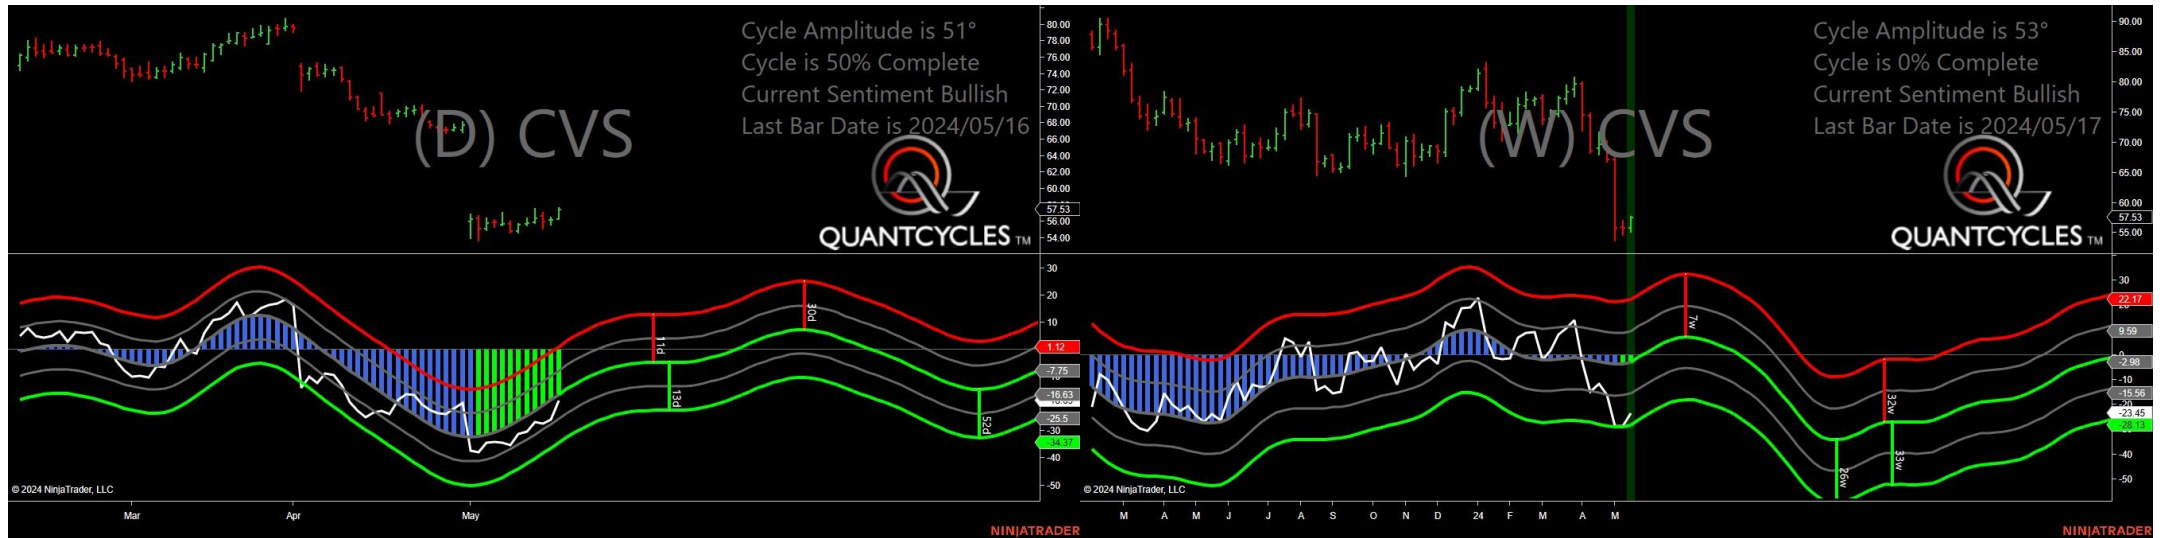 Cycle Amplitude is 51°
Cycle is 50% Complete
Current Sentiment Bullish
Last Bar Date is 2024/05/16
(D) CVS
QUANTCYCLES TM
80.00
78.00
76.00
74.00
72.00
70.00
68.00
66.00
64.00
62.00
60.00
57.53
56.00
54.00
30
20
10
1.12
-7.75
-16.63
-25.5
-30
-34.37
-40
-50
11d
13d
30d
52d
© 2024 NinjaTrader, LLC
Mar Apr May
NINJATRADER
Cycle Amplitude is 53°
Cycle is 0% Complete
Current Sentiment Bullish
Last Bar Date is 2024/05/17
(W) CVS
QUANTCYCLES TM
90.00
85.00
80.00
75.00
70.00
65.00
60.00
57.53
55.00
30
22.17
9.59
-2.98
-10
-15.56
-23.45
-28.13
-40
-50
7w
26w
32w
33w
© 2024 NinjaTrader, LLC
M A M J J A S O N D 24 F M A M
NINJATRADER